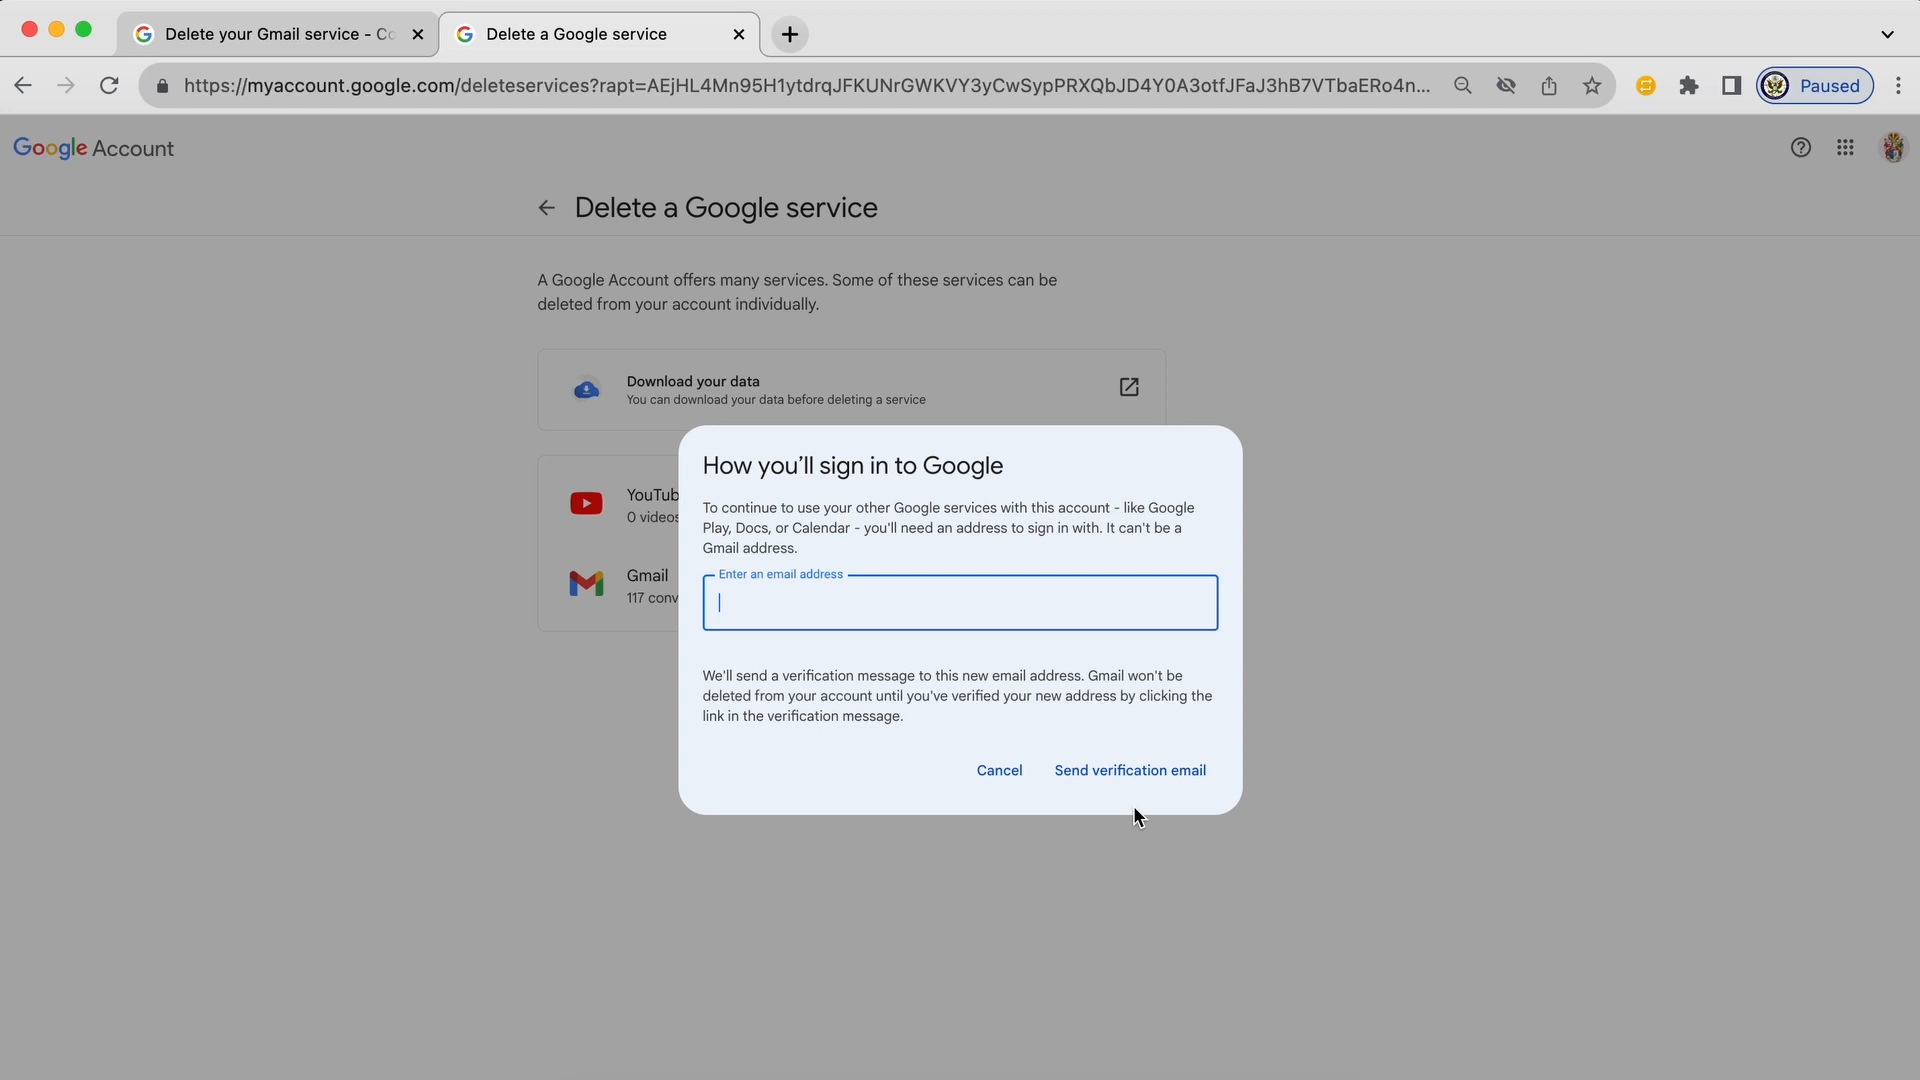 Delete your Gmail service - Co
Delete a Google service
https://myaccount.google.com/deleteservices?rapt=AEjHL4Mn95H1ytdrqJFKUNrGWKVY3yCwSypPRXQbJD4Y0A3otfJFaJ3hB7VTbaERo4n...
Paused
Google Account
Delete a Google service
A Google Account offers many services. Some of these services can be
deleted from your account individually.
Download your data
You can download your data before deleting a service
YouTub
0 videos
Gmail
117 conv
How you’ll sign in to Google
To continue to use your other Google services with this account - like Google
Play, Docs, or Calendar - you'll need an address to sign in with. It can't be a
Gmail address.
Enter an email address
We'll send a verification message to this new email address. Gmail won't be
deleted from your account until you've verified your new address by clicking the
link in the verification message.
Cancel
Send verification email